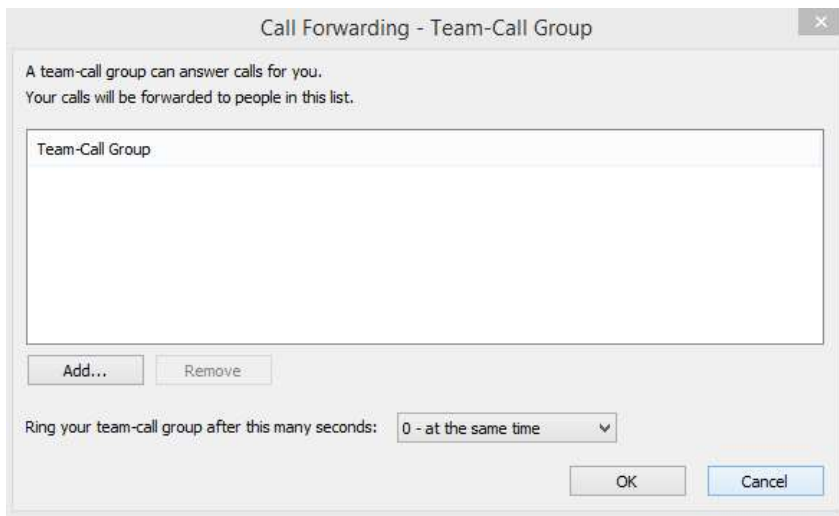 Call Forwarding - Team-Call Group
A team-call group can answer calls for you.
Your calls will be forwarded to people in this list.
Team-Call Group
Add...
Remove
Ring your team-call group after this many seconds:
0 - at the same time
OK
Cancel